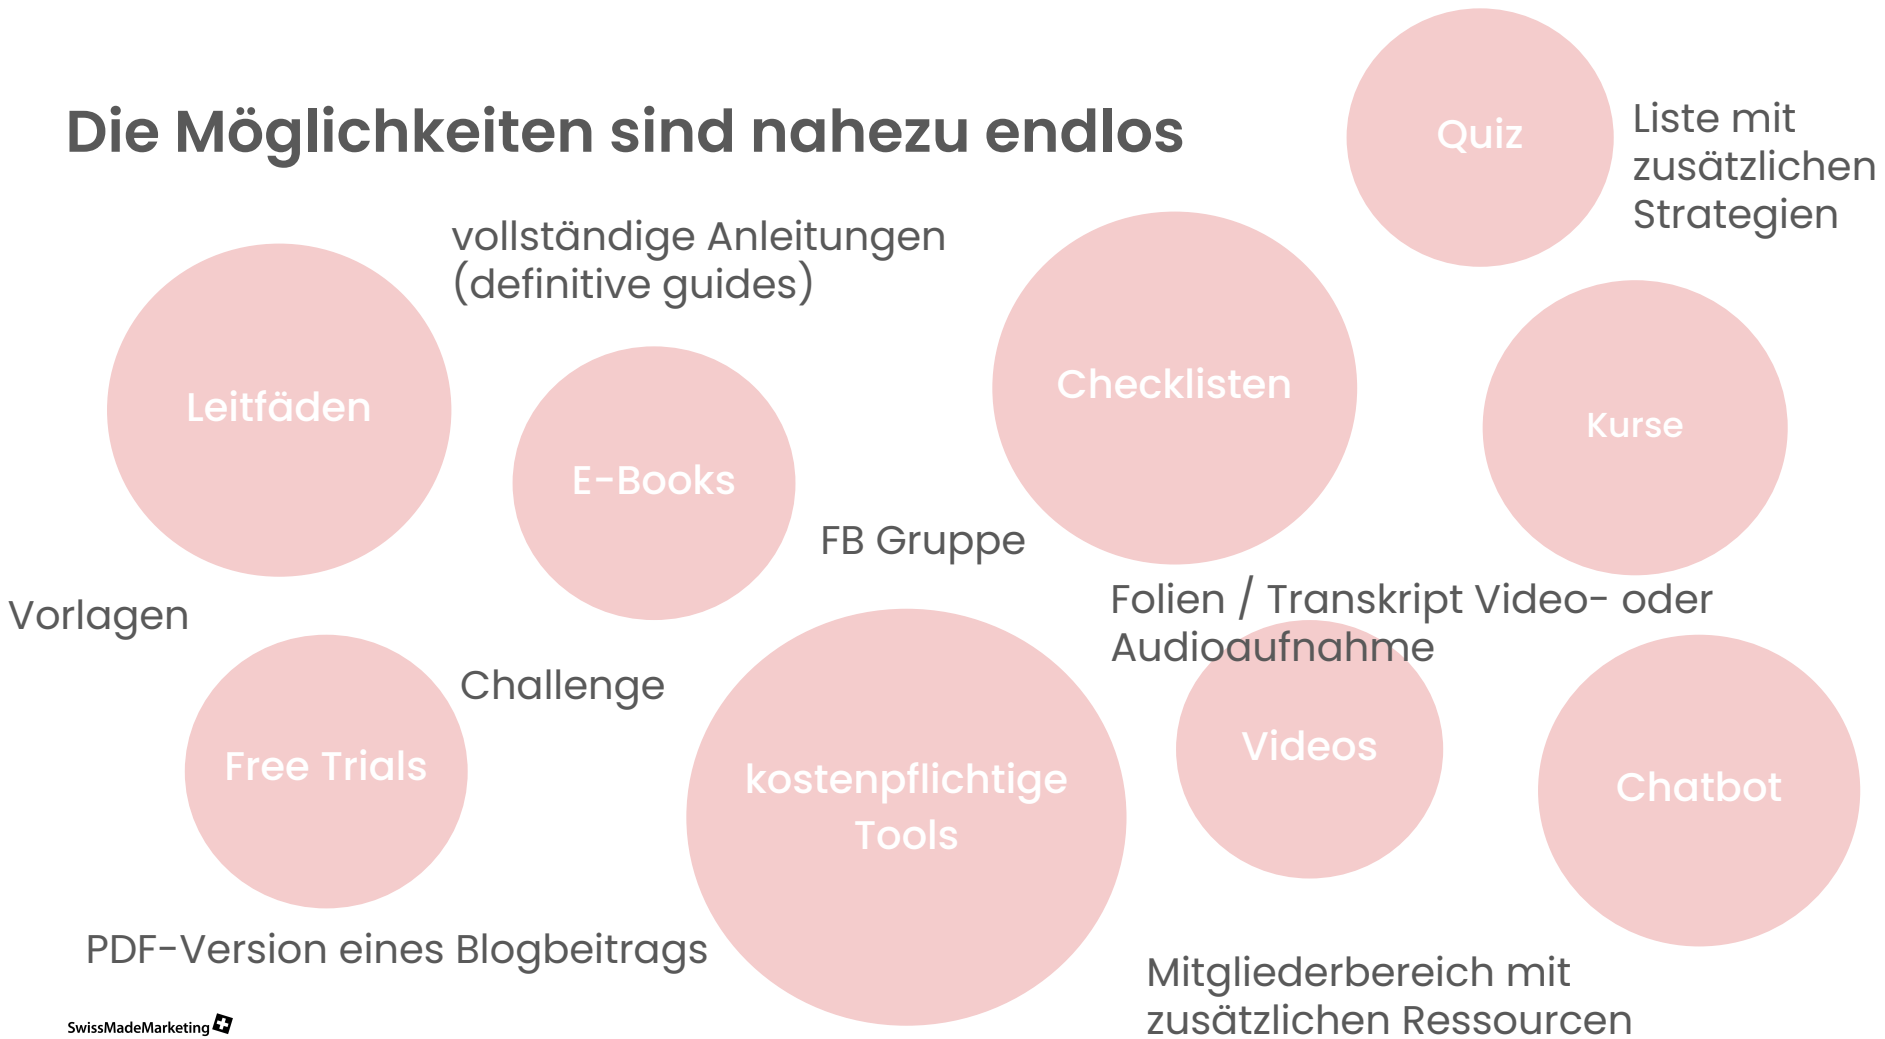 Die Möglichkeiten sind nahezu endlos
Quiz
Liste mit
zusätzlichen
Strategien
vollständige Anleitungen
(definitive guides)
Leitfäden
E-Books
Checklisten
Kurse
FB Gruppe
Vorlagen
Folien / Transkript Video- oder
Audioaufnahme
Challenge
Free Trials
kostenpflichtige
Tools
Videos
Chatbot
PDF-Version eines Blogbeitrags
Mitgliederbereich mit
zusätzlichen Ressourcen
SwissMadeMarketing